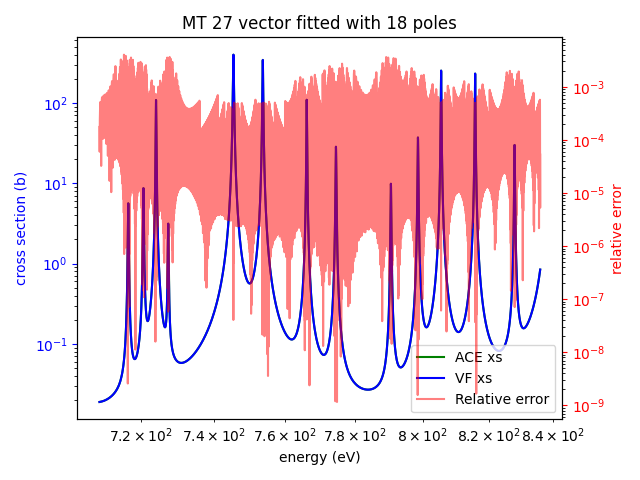 MT 27 vector fitted with 18 poles
cross section (b)
10²
10¹
10⁰
10⁻¹
10⁻³
10⁻⁴
10⁻⁵
10⁻⁶
10⁻⁷
10⁻⁸
10⁻⁹
relative error
ACE xs
VF xs
Relative error
7.2 × 10² 7.4 × 10² 7.6 × 10² 7.8 × 10² 8 × 10² 8.2 × 10² 8.4 × 10²
energy (eV)